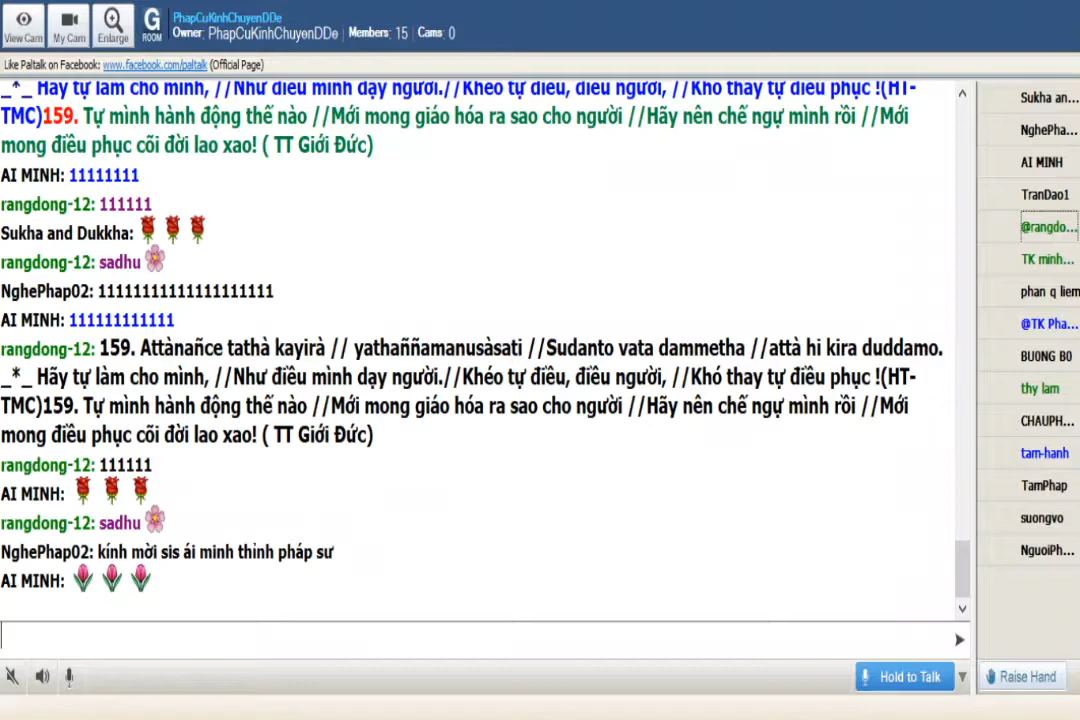 PhapCuKinhChuyenDDe
Owner: PhapCuKinhChuyenDDe Members: 15 Cams: 0
View Cam My Cam Enlarge G ROOM
Like Paltalk on Facebook: www.facebook.com/paltalk (Official Page)
_*_ Hãy tự làm cho mình, //Như điều mình dạy người.//Khéo tự điều, điều người, //Khó thay tự điều phục !(HT-
TMC)159. Tự mình hành động thế nào //Mới mong giáo hóa ra sao cho người //Hãy nên chế ngự mình rồi //Mới
mong điều phục cõi đời lao xao! ( TT Giới Đức)
AI MINH: 11111111
rangdong-12: 111111
Sukha and Dukkha:
rangdong-12: sadhu
NghePhap02: 11111111111111111111
AI MINH: 111111111111
rangdong-12: 159. Attànañce tathà kayirà // yathaññamanusàsati //Sudanto vata dammetha //attà hi kira duddamo.
_*_ Hãy tự làm cho mình, //Như điều mình dạy người.//Khéo tự điều, điều người, //Khó thay tự điều phục !(HT-
TMC)159. Tự mình hành động thế nào //Mới mong giáo hóa ra sao cho người //Hãy nên chế ngự mình rồi //Mới
mong điều phục cõi đời lao xao! ( TT Giới Đức)
rangdong-12: 111111
AI MINH:
rangdong-12: sadhu
NghePhap02: kính mời sis ái minh thỉnh pháp sư
AI MINH:
Hold to Talk
Sukha an...
NghePha...
AI MINH
TranDao1
@rangdo...
TK minh...
phan q liem
@TK Pha...
BUONG BO
thy lam
CHAUPH...
tam-hanh
TamPhap
suongvo
NguoiPh...
Raise Hand